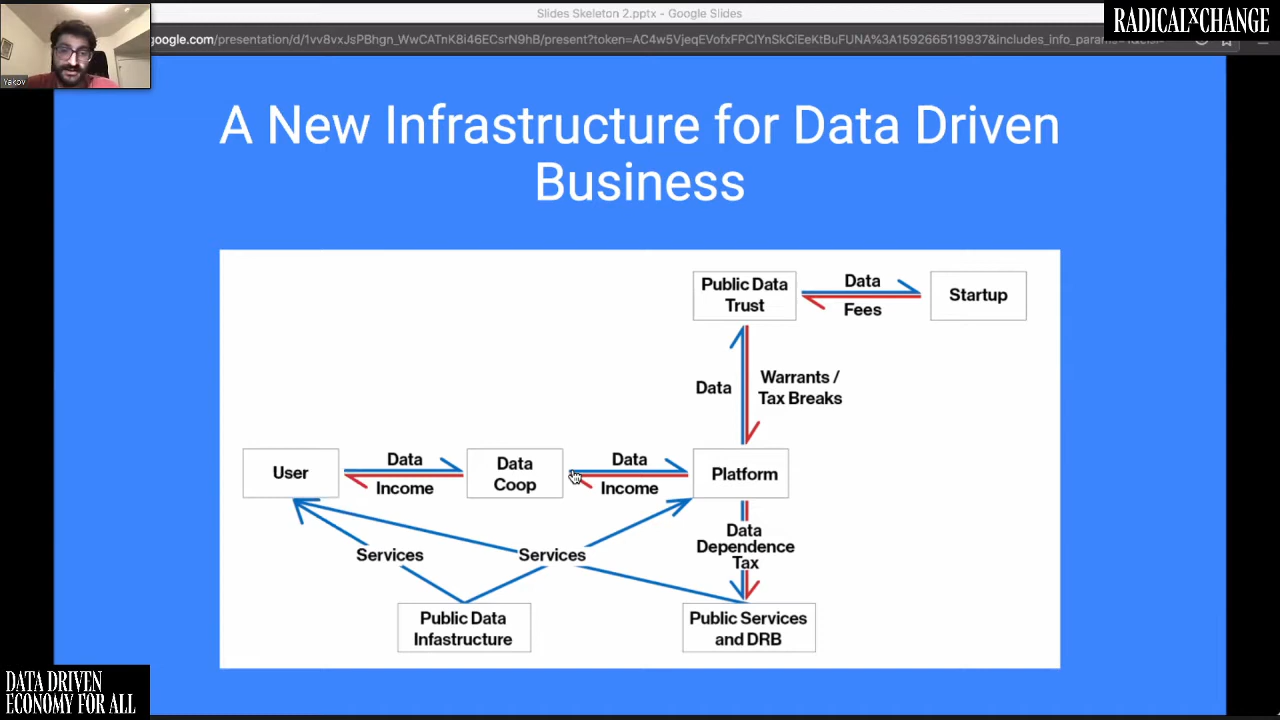 Slides Skeleton 2.pptx - Google Slides
RADICALxCHANGE
google.com/presentation/d/1vv8vxJsPBhgn_WwCATnK8i46ECsrN9hB/present?token=AC4w5VjeqEVofxFPCIYnSkCiEeKtBuFUNA%3A1592665119937&includes_info_params
Yakov
A New Infrastructure for Data Driven
Business
Public Data
Trust
Data
Fees
Startup
Data
Warrants /
Tax Breaks
User
Data
Income
Data
Coop
Data
Income
Platform
Services
Services
Data
Dependence
Tax
Public Data
Infastructure
Public Services
and DRB
DATA DRIVEN
ECONOMY FOR ALL